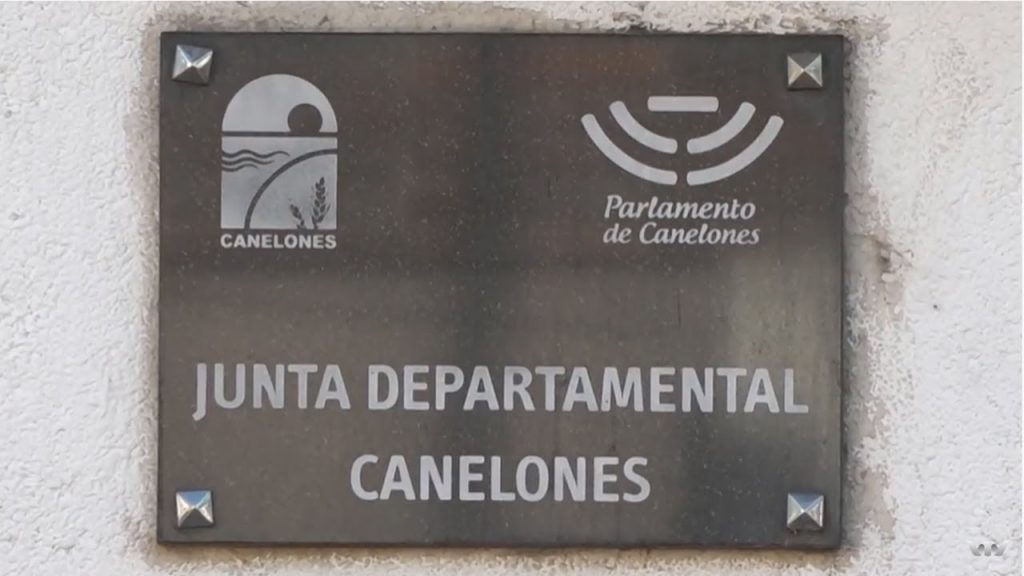 CANELONES
Parlamento
de Canelones
JUNTA DEPARTAMENTAL
CANELONES